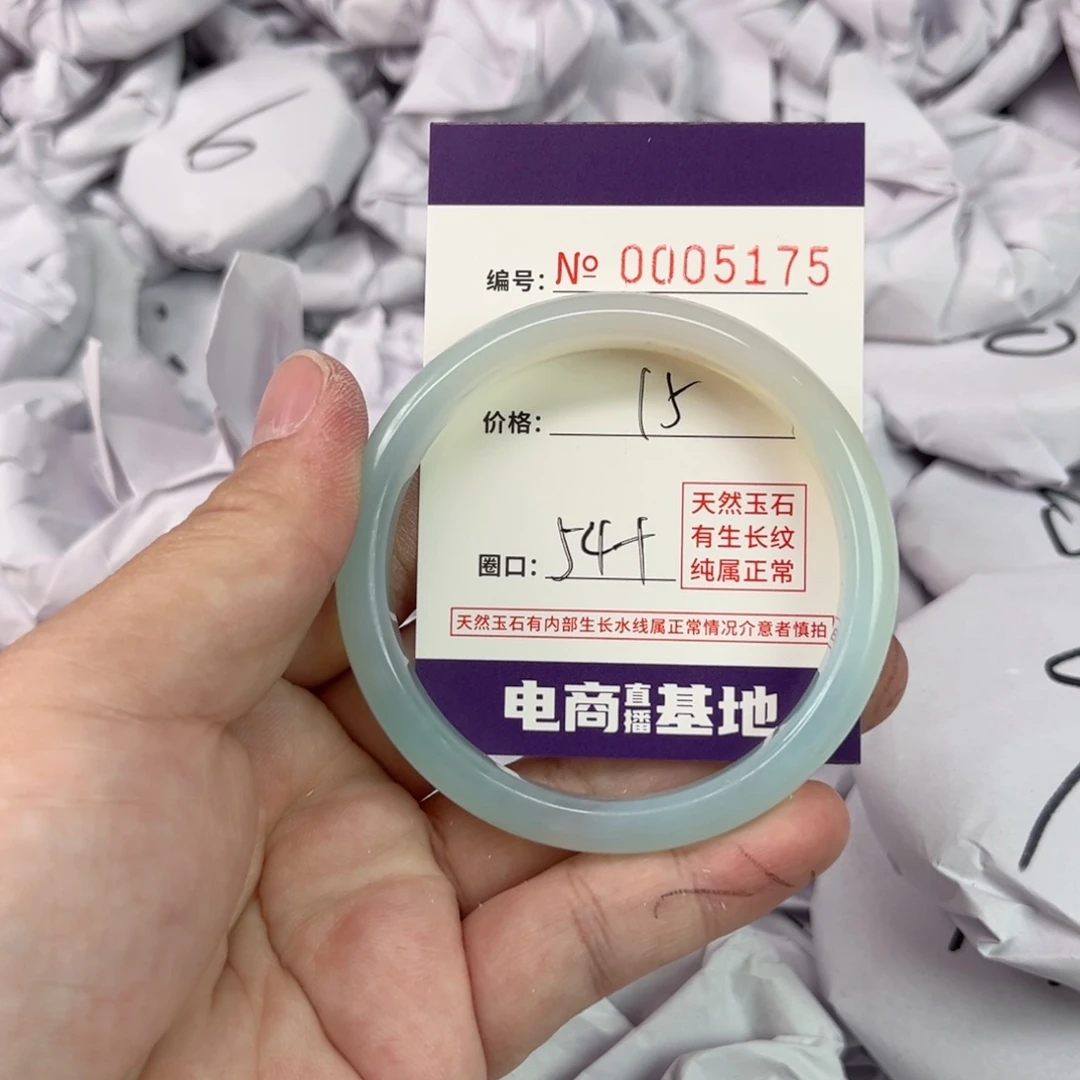 6
编号: № 0005175
价格: 15
天然玉石
有生长纹
纯属正常
圈口: 54+
天然玉石有内部生长水线属正常情况介意者慎拍
电商直播基地